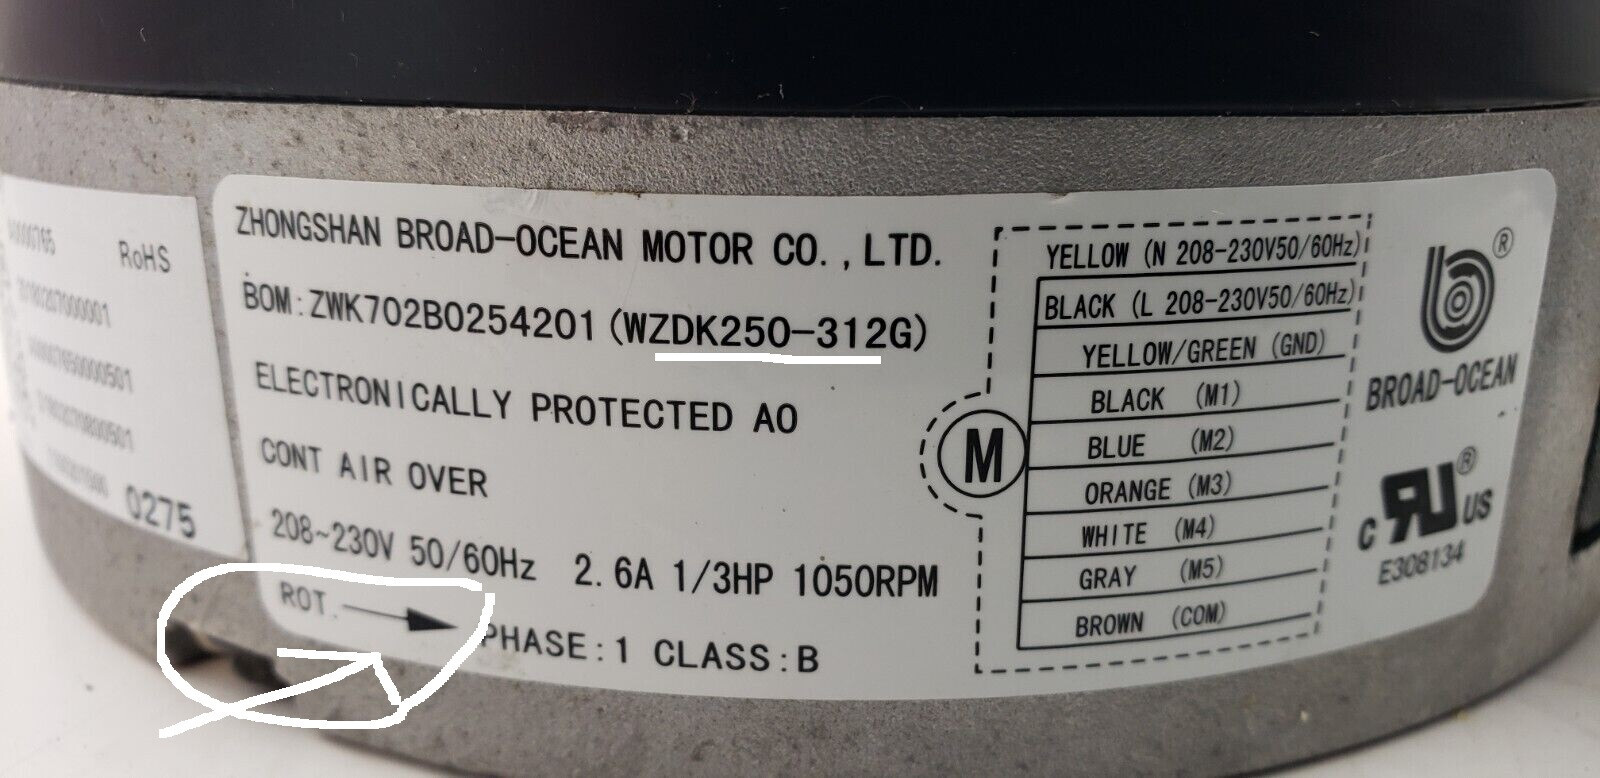 RoHS
0275
ZHONGSHAN BROAD-OCEAN MOTOR CO., LTD.
BOM: ZWK702B0254201 (WZDK250-312G)
ELECTRONICALLY PROTECTED AO
CONT AIR OVER
208~230V 50/60Hz 2.6A 1/3HP 1050RPM
ROT.
PHASE: 1 CLASS: B
M
YELLOW (N 208-230V50/60Hz)
BLACK (L 208-230V50/60Hz)
YELLOW/GREEN (GND)
BLACK (M1)
BLUE (M2)
ORANGE (M3)
WHITE (M4)
GRAY (M5)
BROWN (COM)
®
BROAD-OCEAN
C RU ® US
E308134